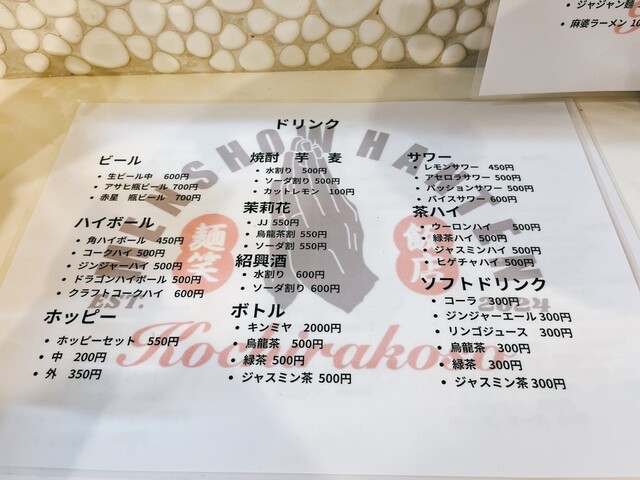 ジャジャン麺
・麻婆ラーメン
ドリンク
ビール
・生ビール中 600円
・アサヒ瓶ビール 700円
・赤星 瓶ビール 700円
ハイボール
・角ハイボール 450円
・コークハイ 500円
・ジンジャーハイ 500円
・ドラゴンハイボール 500円
・クラフトコークハイ 600円
ホッピー
・ホッピーセット 550円
・中 200円
・外 350円
焼酎 芋 麦
・水割り 500円
・ソーダ割り 500円
・カットレモン 100円
茉莉花
・JJ 550円
・烏龍茶割 550円
・ソーダ割 550円
紹興酒
・水割り 600円
・ソーダ割り 600円
ボトル
・キンミヤ 2000円
・烏龍茶 500円
・緑茶 500円
・ジャスミン茶 500円
サワー
・レモンサワー 450円
・アセロラサワー 500円
・パッションサワー 500円
・バイスサワー 600円
茶ハイ
・ウーロンハイ 500円
・緑茶ハイ 500円
・ジャスミンハイ 500円
・ヒゲチャハイ 500円
ソフトドリンク
・コーラ 300円
・ジンジャーエール 300円
・リンゴジュース 300円
・烏龍茶 300円
・緑茶 300円
・ジャスミン茶 300円
麺笑
飯店
EST.
2024
Kochirakoso